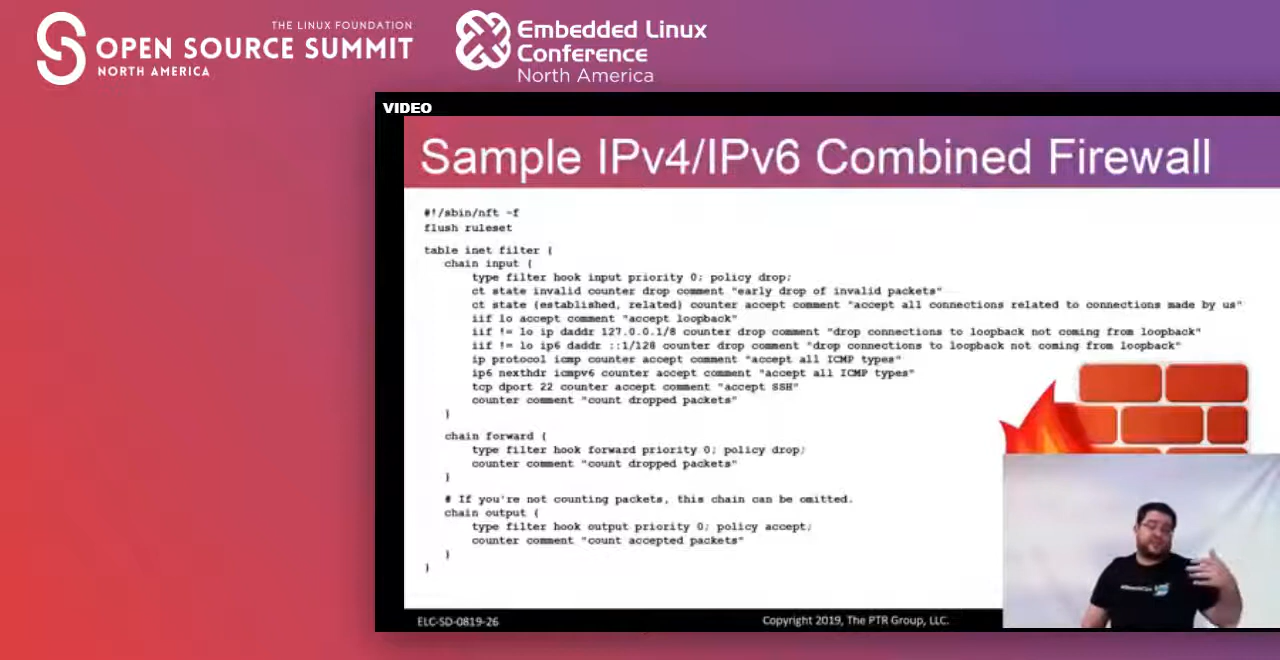 THE LINUX FOUNDATION
OPEN SOURCE SUMMIT
NORTH AMERICA
Embedded Linux
Conference
North America
VIDEO
Sample IPv4/IPv6 Combined Firewall
#!/sbin/nft -f
flush ruleset
table inet filter {
chain input {
type filter hook input priority 0; policy drop;
ct state invalid counter drop comment "early drop of invalid packets"
ct state {established, related} counter accept comment "accept all connections related to connections made by us"
iif lo accept comment "accept loopback"
iif != lo ip daddr 127.0.0.1/8 counter drop comment "drop connections to loopback not coming from loopback"
iif != lo ip6 daddr ::1/128 counter drop comment "drop connections to loopback not coming from loopback"
ip protocol icmp counter accept comment "accept all ICMP types"
ip6 nexthdr icmpv6 counter accept comment "accept all ICMP types"
tcp dport 22 counter accept comment "accept SSH"
counter comment "count dropped packets"
}
chain forward {
type filter hook forward priority 0; policy drop;
counter comment "count dropped packets"
}
# If you're not counting packets, this chain can be omitted.
chain output {
type filter hook output priority 0; policy accept;
counter comment "count accepted packets"
}
}
ELC-SD-0819-26
Copyright 2019, The PTR Group, LLC.